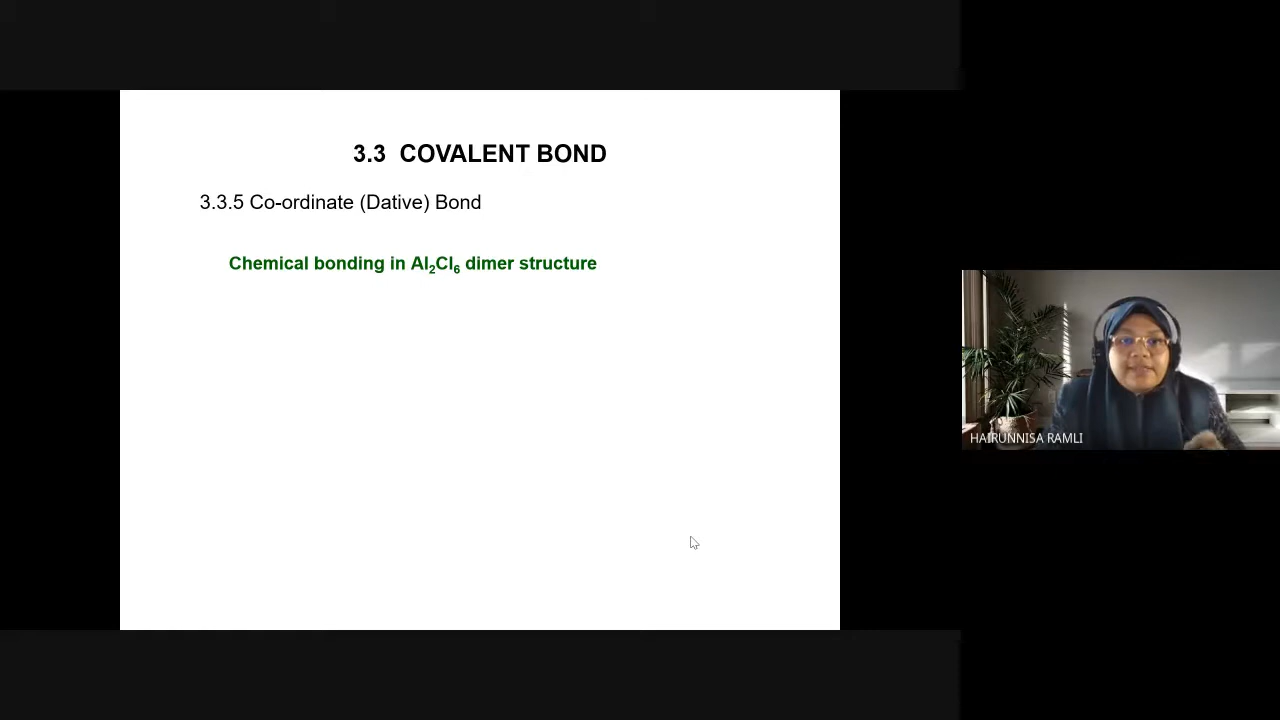 3.3 COVALENT BOND
3.3.5 Co-ordinate (Dative) Bond
Chemical bonding in Al₂Cl₆ dimer structure
HAIRUNNISA RAMLI